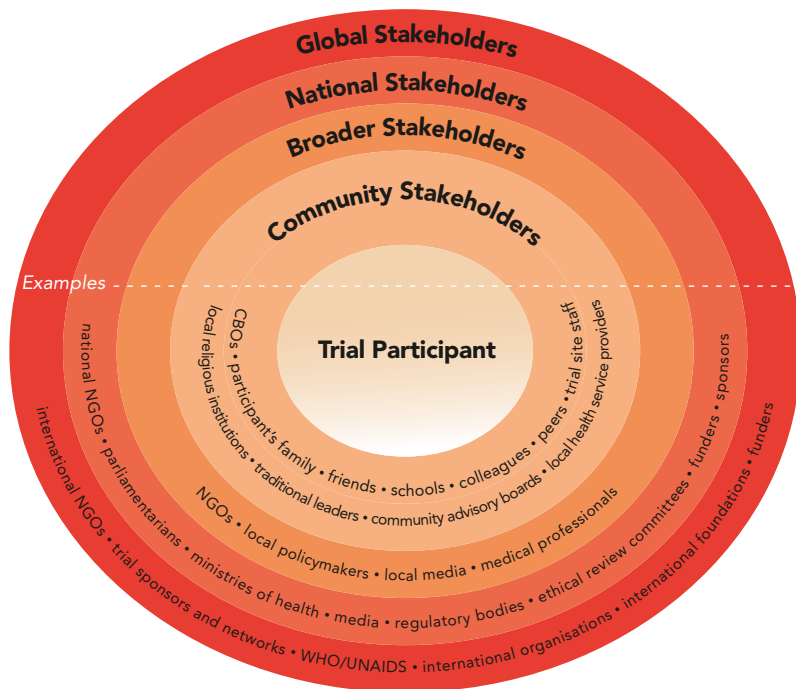 Global Stakeholders
National Stakeholders
Broader Stakeholders
Community Stakeholders
Examples
Trial Participant
CBOs • participant's family • friends • schools • colleagues • peers • trial site staff
local religious institutions • traditional leaders • community advisory boards • local health service providers
NGOs • local policymakers • local media • medical professionals
national NGOs • parliamentarians • ministries of health • media • regulatory bodies • ethical review committees • funders • sponsors
international NGOs • trial sponsors and networks • WHO/UNAIDS • international organisations • international foundations • funders